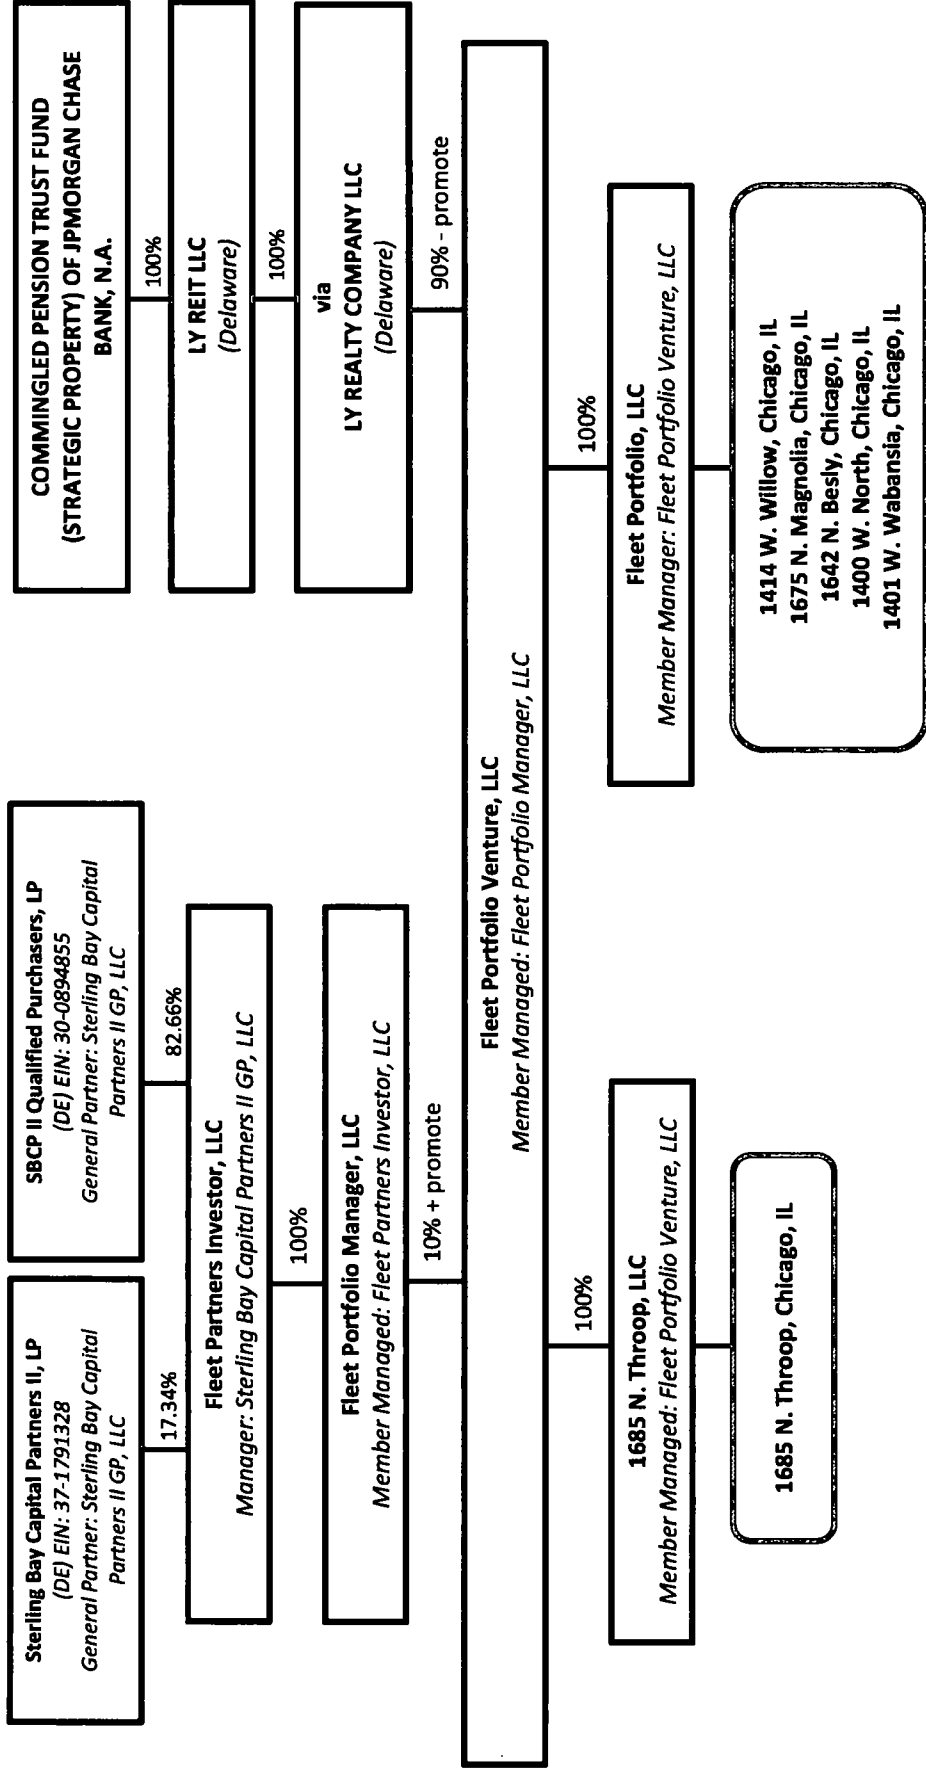 Sterling Bay Capital Partners II, LP
(DE) EIN: 37-1791328
General Partner: Sterling Bay Capital
Partners II GP, LLC
SBCP II Qualified Purchasers, LP
(DE) EIN: 30-0894855
General Partner: Sterling Bay Capital
Partners II GP, LLC
COMMINGLED PENSION TRUST FUND
(STRATEGIC PROPERTY) OF JPMORGAN CHASE
BANK, N.A.
17.34%
82.66%
100%
Fleet Partners Investor, LLC
Manager: Sterling Bay Capital Partners II GP, LLC
LY REIT LLC
(Delaware)
100%
100%
Fleet Portfolio Manager, LLC
Member Managed: Fleet Partners Investor, LLC
via
LY REALTY COMPANY LLC
(Delaware)
10% + promote
90% - promote
Fleet Portfolio Venture, LLC
Member Managed: Fleet Portfolio Manager, LLC
100%
100%
1685 N. Throop, LLC
Member Managed: Fleet Portfolio Venture, LLC
Fleet Portfolio, LLC
Member Manager: Fleet Portfolio Venture, LLC
1685 N. Throop, Chicago, IL
1414 W. Willow, Chicago, IL
1675 N. Magnolia, Chicago, IL
1642 N. Besly, Chicago, IL
1400 W. North, Chicago, IL
1401 W. Wabansia, Chicago, IL